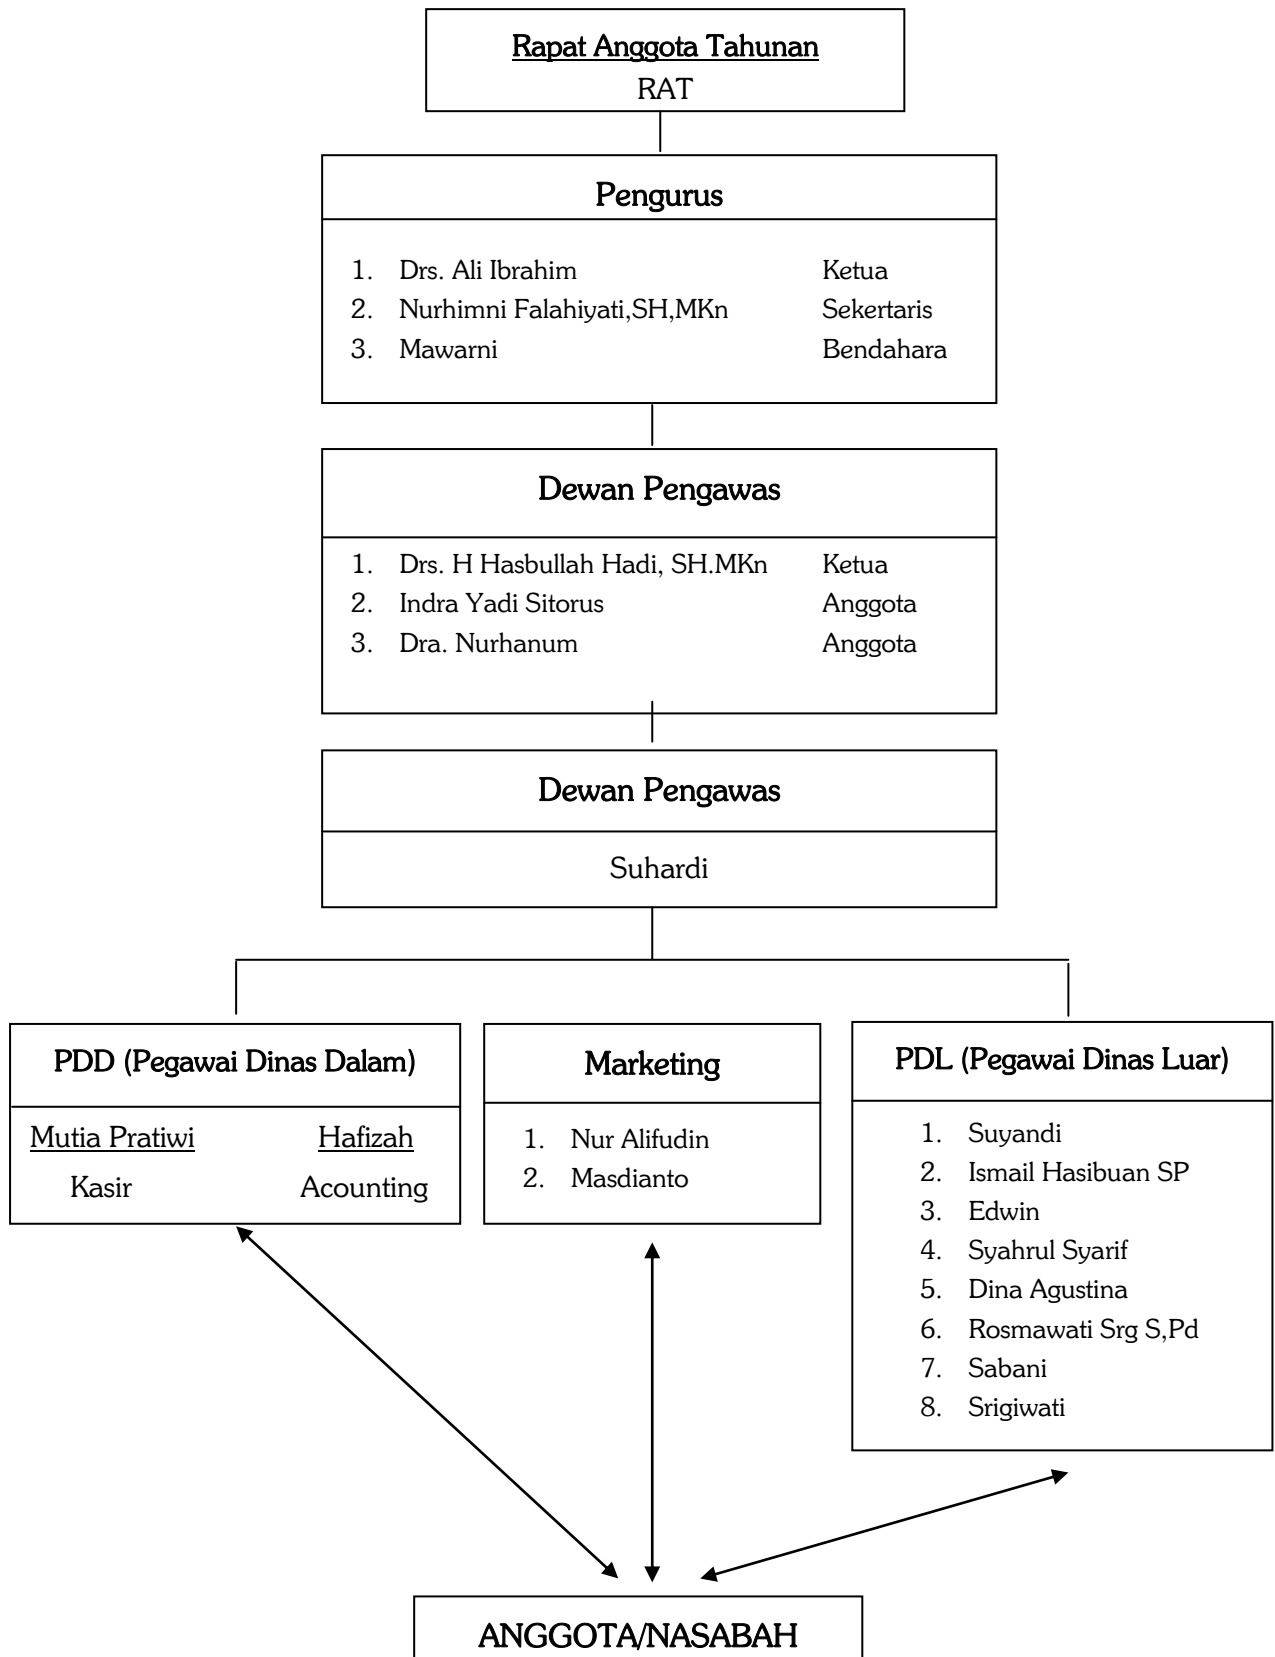 Rapat Anggota Tahunan
RAT
Pengurus
1. Drs. Ali Ibrahim Ketua
2. Nurhimni Falahiyati,SH,MKn Sekertaris
3. Mawarni Bendahara
Dewan Pengawas
1. Drs. H Hasbullah Hadi, SH.MKn Ketua
2. Indra Yadi Sitorus Anggota
3. Dra. Nurhanum Anggota
Dewan Pengawas
Suhardi
PDD (Pegawai Dinas Dalam)
Mutia Pratiwi Hafizah
Kasir Acounting
Marketing
1. Nur Alifudin
2. Masdianto
PDL (Pegawai Dinas Luar)
1. Suyandi
2. Ismail Hasibuan SP
3. Edwin
4. Syahrul Syarif
5. Dina Agustina
6. Rosmawati Srg S,Pd
7. Sabani
8. Srigiwati
ANGGOTA/NASABAH